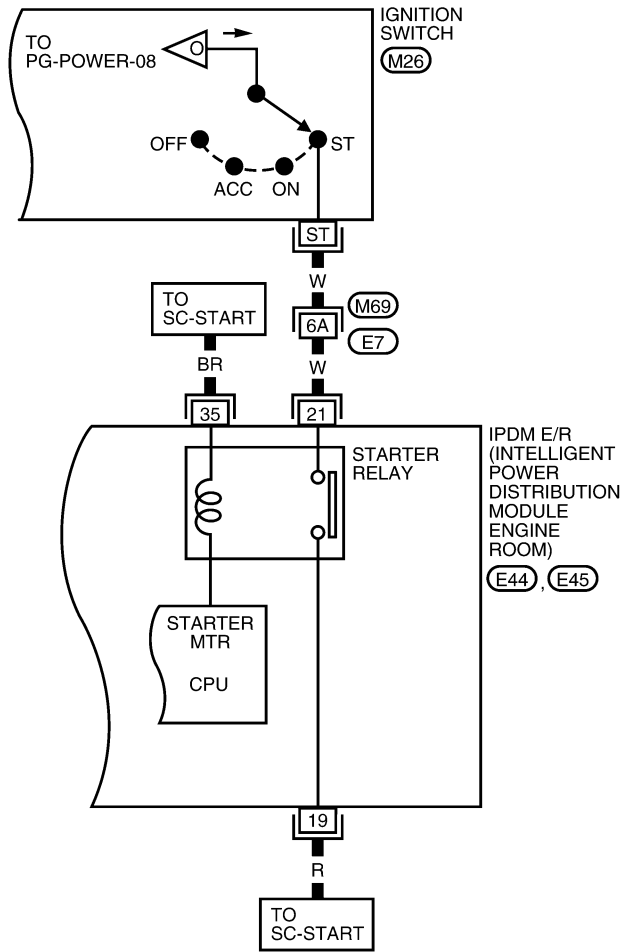 IGNITION
SWITCH
M26
TO
PG-POWER-08
O
OFF
ST
ACC
ON
ST
W
TO
SC-START
M69
6A
E7
BR
W
35
21
IPDM E/R
(INTELLIGENT
POWER
DISTRIBUTION
MODULE
ENGINE
ROOM)
E44 , E45
STARTER
RELAY
STARTER
MTR
CPU
19
R
TO
SC-START